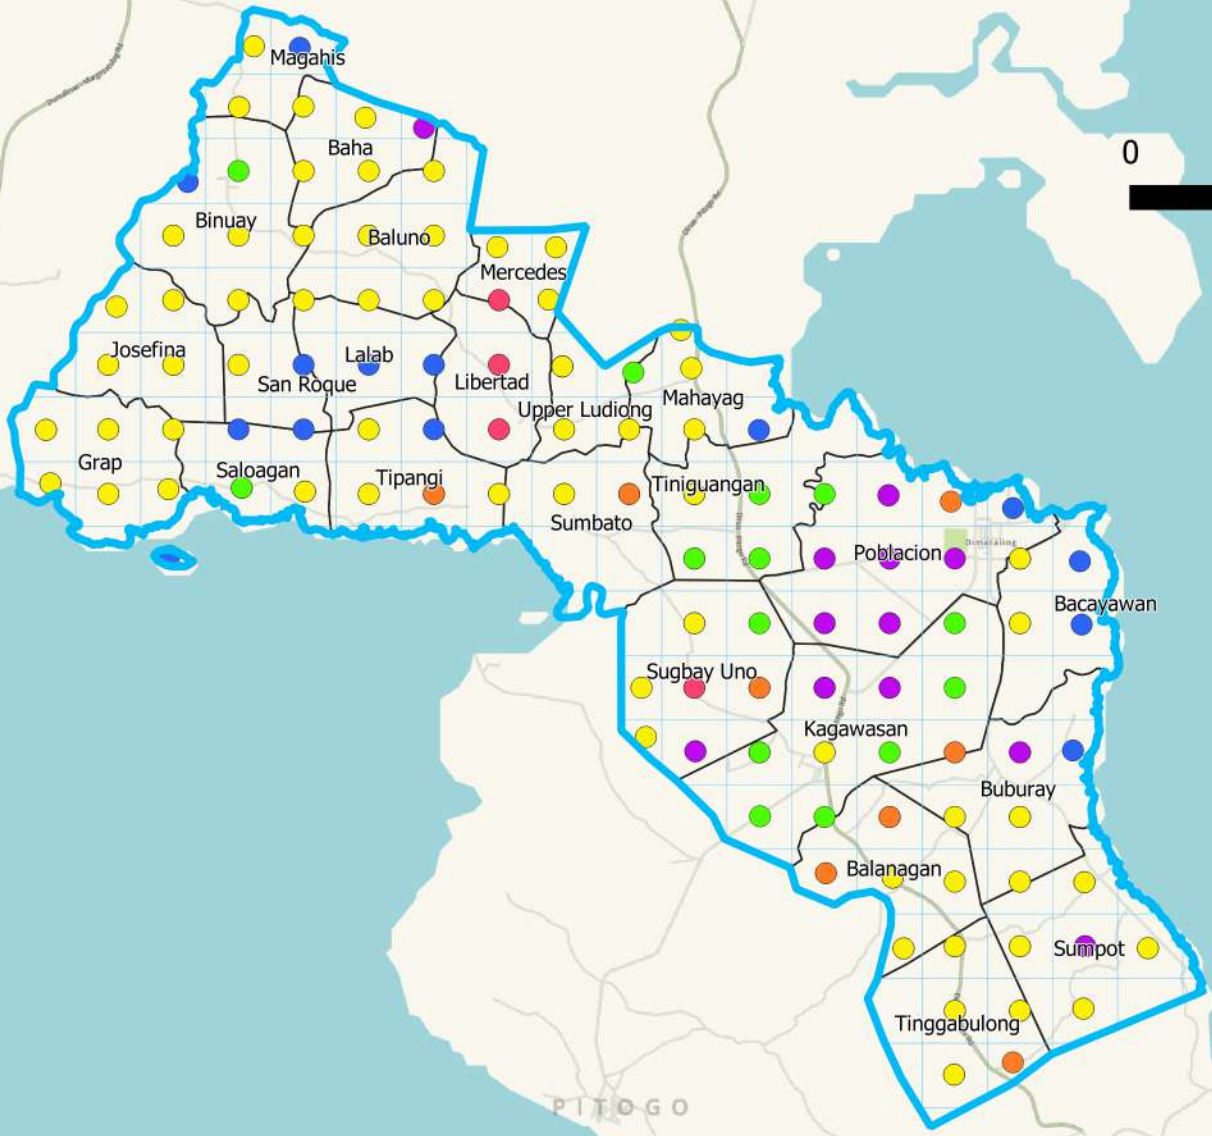 Magahis
0
Baha
Binuay
Baluno
Mercedes
Josefina
Lalab
San Roque
Libertad
Mahayag
Upper Ludiong
Grap
Saloagan
Tipangi
Tiniguangan
Sumbato
Dimataling
Poblacion
Bacayawan
Sugbay Uno
Kagawasan
Buburay
Balanagan
Sumpot
Tinggabulong
PITOGO